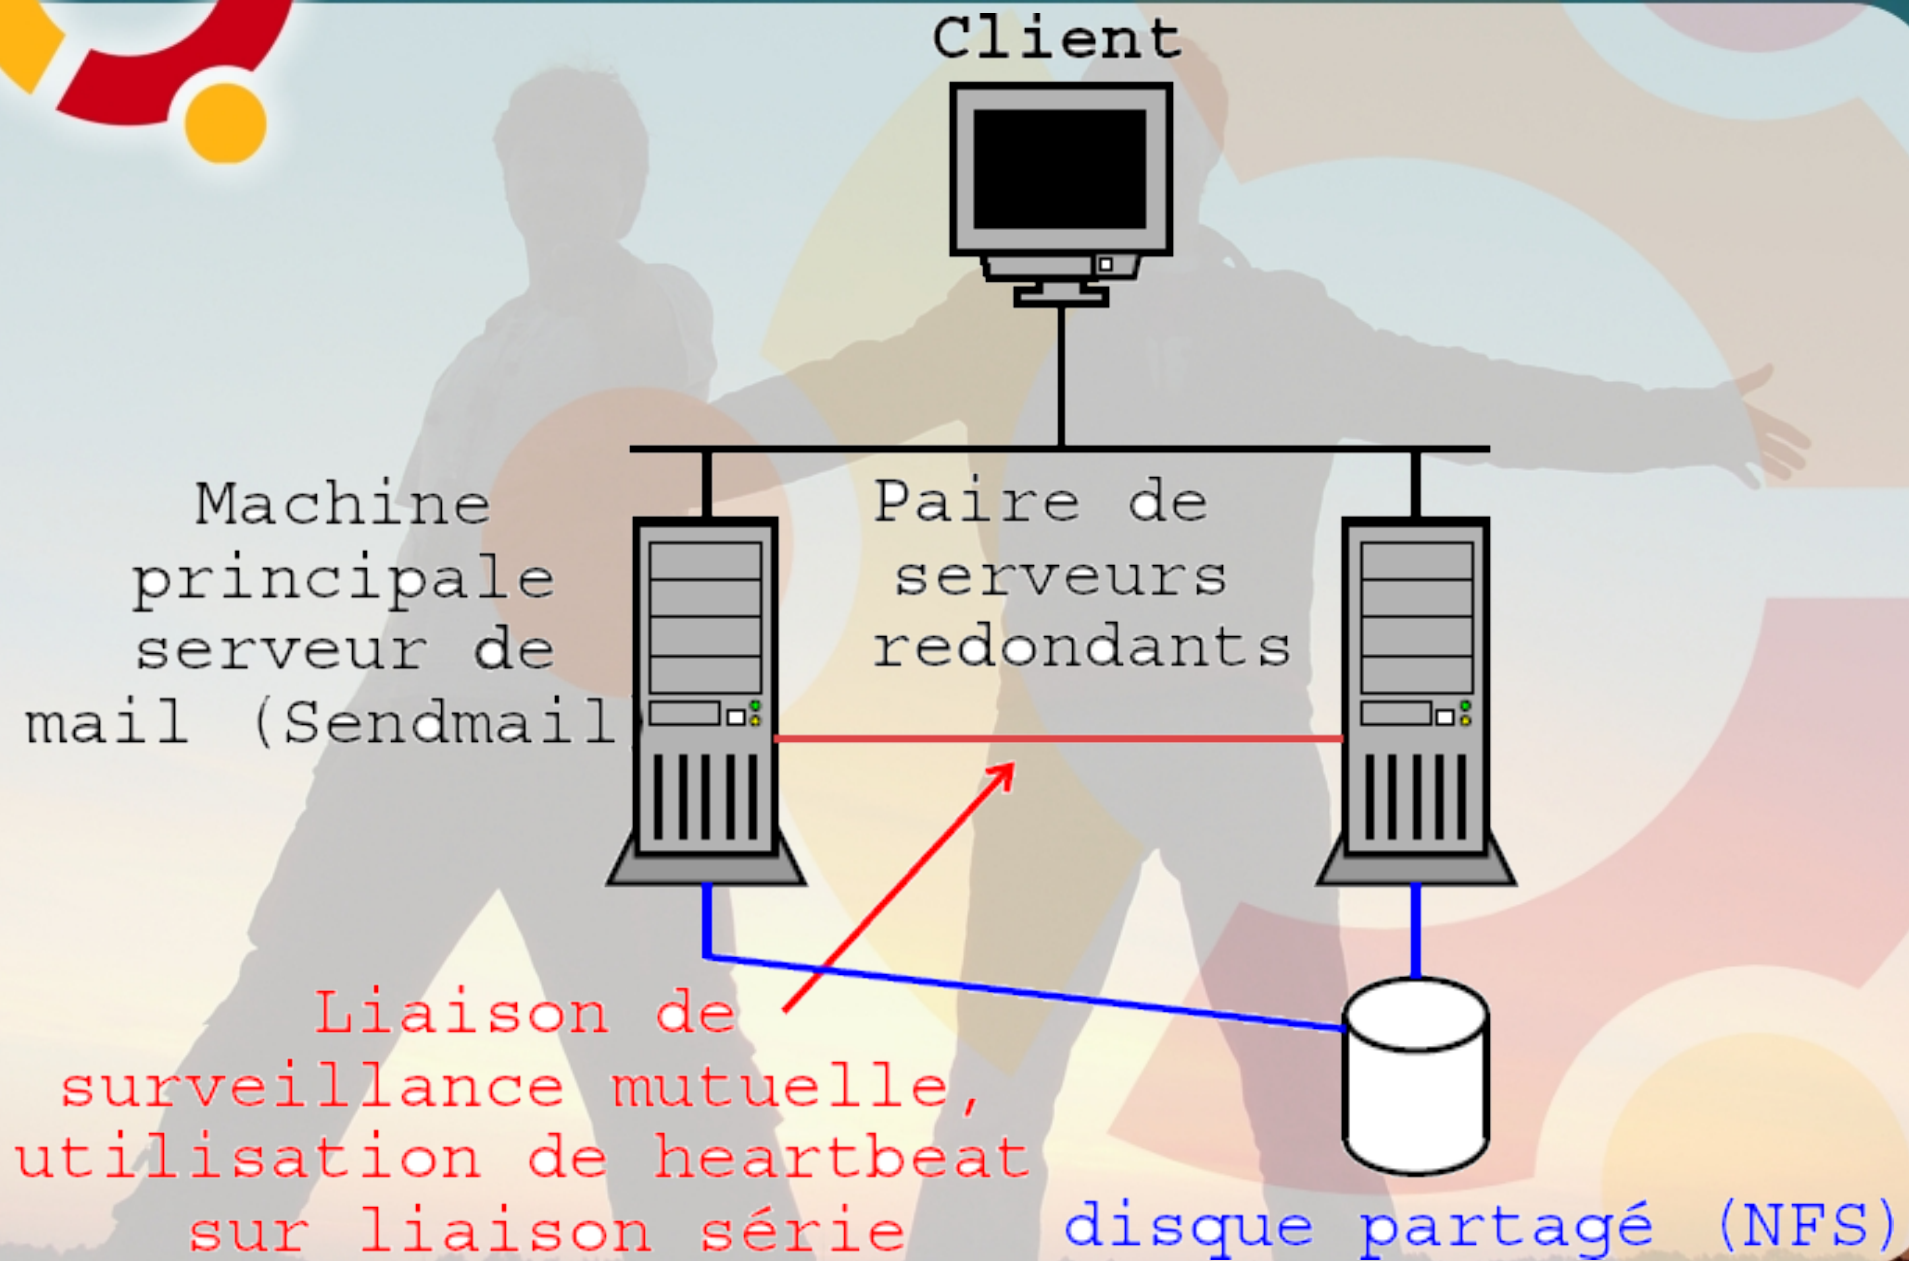 Client
Machine
principale
serveur de
mail (Sendmail)
Paire de
serveurs
redondants
Liaison de
surveillance mutuelle,
utilisation de heartbeat
sur liaison série
disque partagé (NFS)